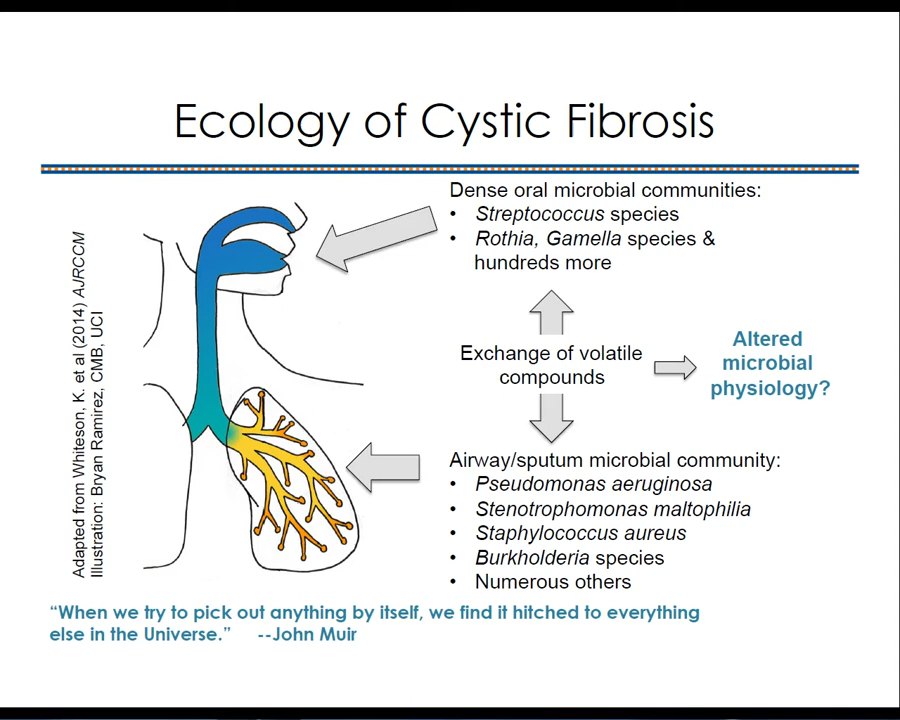 Ecology of Cystic Fibrosis
Dense oral microbial communities:
• Streptococcus species
• Rothia, Gamella species &
hundreds more
Exchange of volatile
compounds
Altered
microbial
physiology?
Airway/sputum microbial community:
• Pseudomonas aeruginosa
• Stenotrophomonas maltophilia
• Staphylococcus aureus
• Burkholderia species
• Numerous others
Adapted from Whiteson, K. et al (2014) AJRCCM
Illustration: Bryan Ramirez, CMB, UCI
“When we try to pick out anything by itself, we find it hitched to everything
else in the Universe.” --John Muir